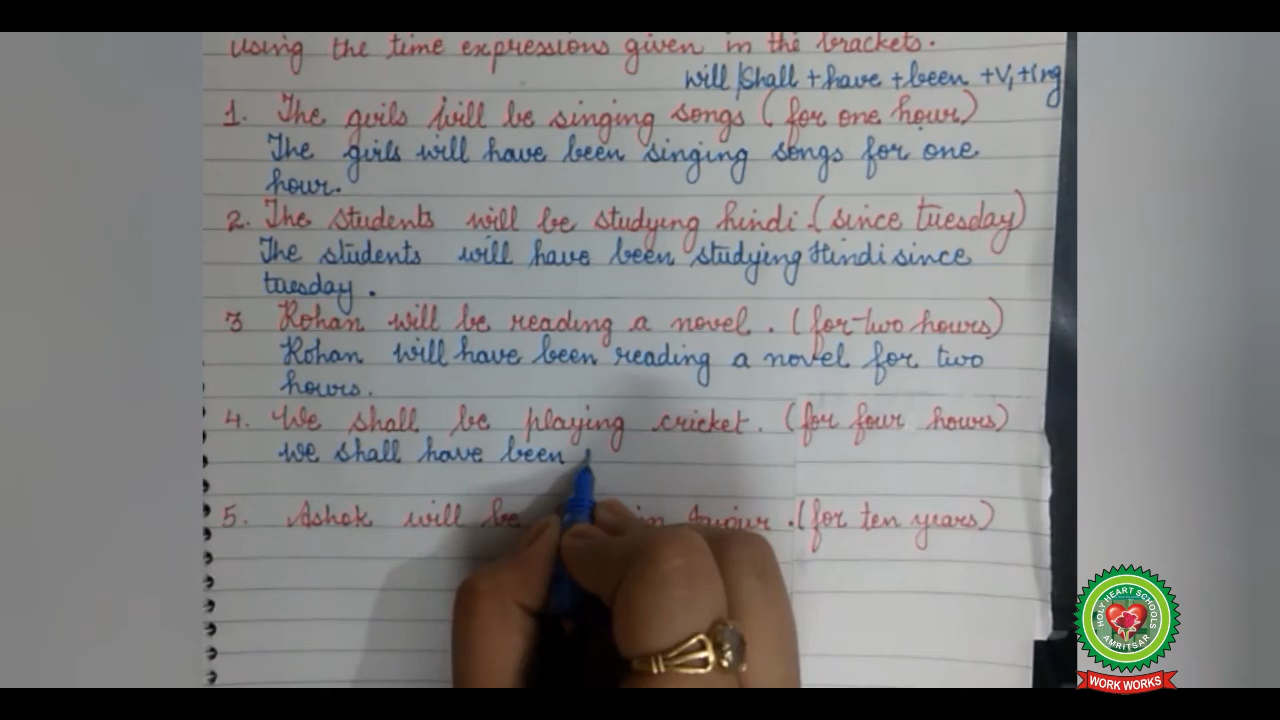 using the time expressions given in the brackets.
will/shall + have + been + V₁ + ing
1. The girls will be singing songs (for one hour)
The girls will have been singing songs for one
hour.
2. The students will be studying hindi. (since tuesday)
The students will have been studying Hindi since
tuesday.
3 Rohan will be reading a novel. (for two hours)
Rohan will have been reading a novel for two
hours.
4. We shall be playing cricket. (for four hours)
we shall have been
5. Ashok will be in . (for ten years)
HOLY HEART SCHOOLS
AMRITSAR
WORK WORKS